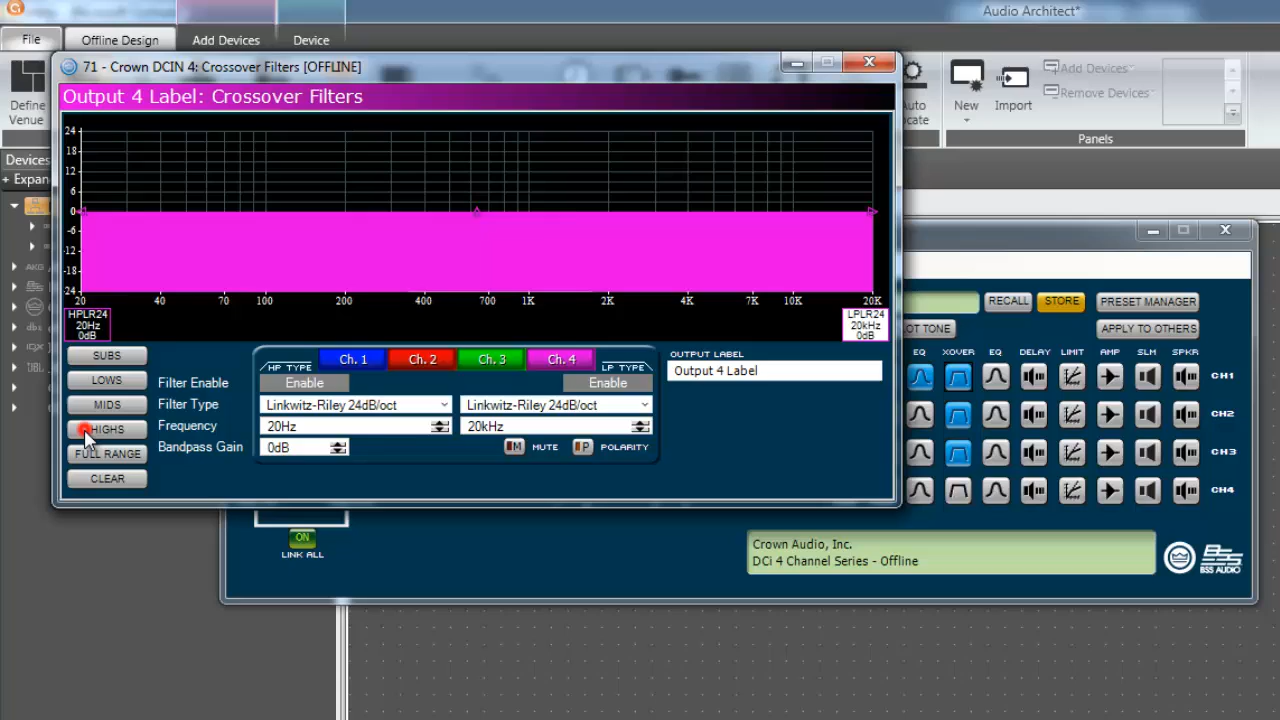 Audio Architect*
File
Offline Design
Add Devices
Device
Define
Venue
Auto
ocate
New
Import
Add Devices
Remove Devices
Panels
Devices
+ Expan
71 - Crown DCIN 4: Crossover Filters [OFFLINE]
Output 4 Label: Crossover Filters
24
18
12
6
0
-6
-12
-18
-24
20
40
70
100
200
400
700
1K
2K
4K
7K
10K
20K
HPLR24
20Hz
0dB
LPLR24
20kHz
0dB
SUBS
LOWS
MIDS
HIGHS
FULL RANGE
CLEAR
HP TYPE
Ch. 1
Ch. 2
Ch. 3
Ch. 4
LP TYPE
Filter Enable
Enable
Enable
Filter Type
Linkwitz-Riley 24dB/oct
Linkwitz-Riley 24dB/oct
Frequency
20Hz
20kHz
Bandpass Gain
0dB
M
MUTE
P
POLARITY
OUTPUT LABEL
Output 4 Label
RECALL
STORE
PRESET MANAGER
OT TONE
APPLY TO OTHERS
EQ
XOVER
EQ
DELAY
LIMIT
AMP
SLM
SPKR
CH1
CH2
CH3
CH4
ON
LINK ALL
Crown Audio, Inc.
DCi 4 Channel Series - Offline
BSS AUDIO
AKG